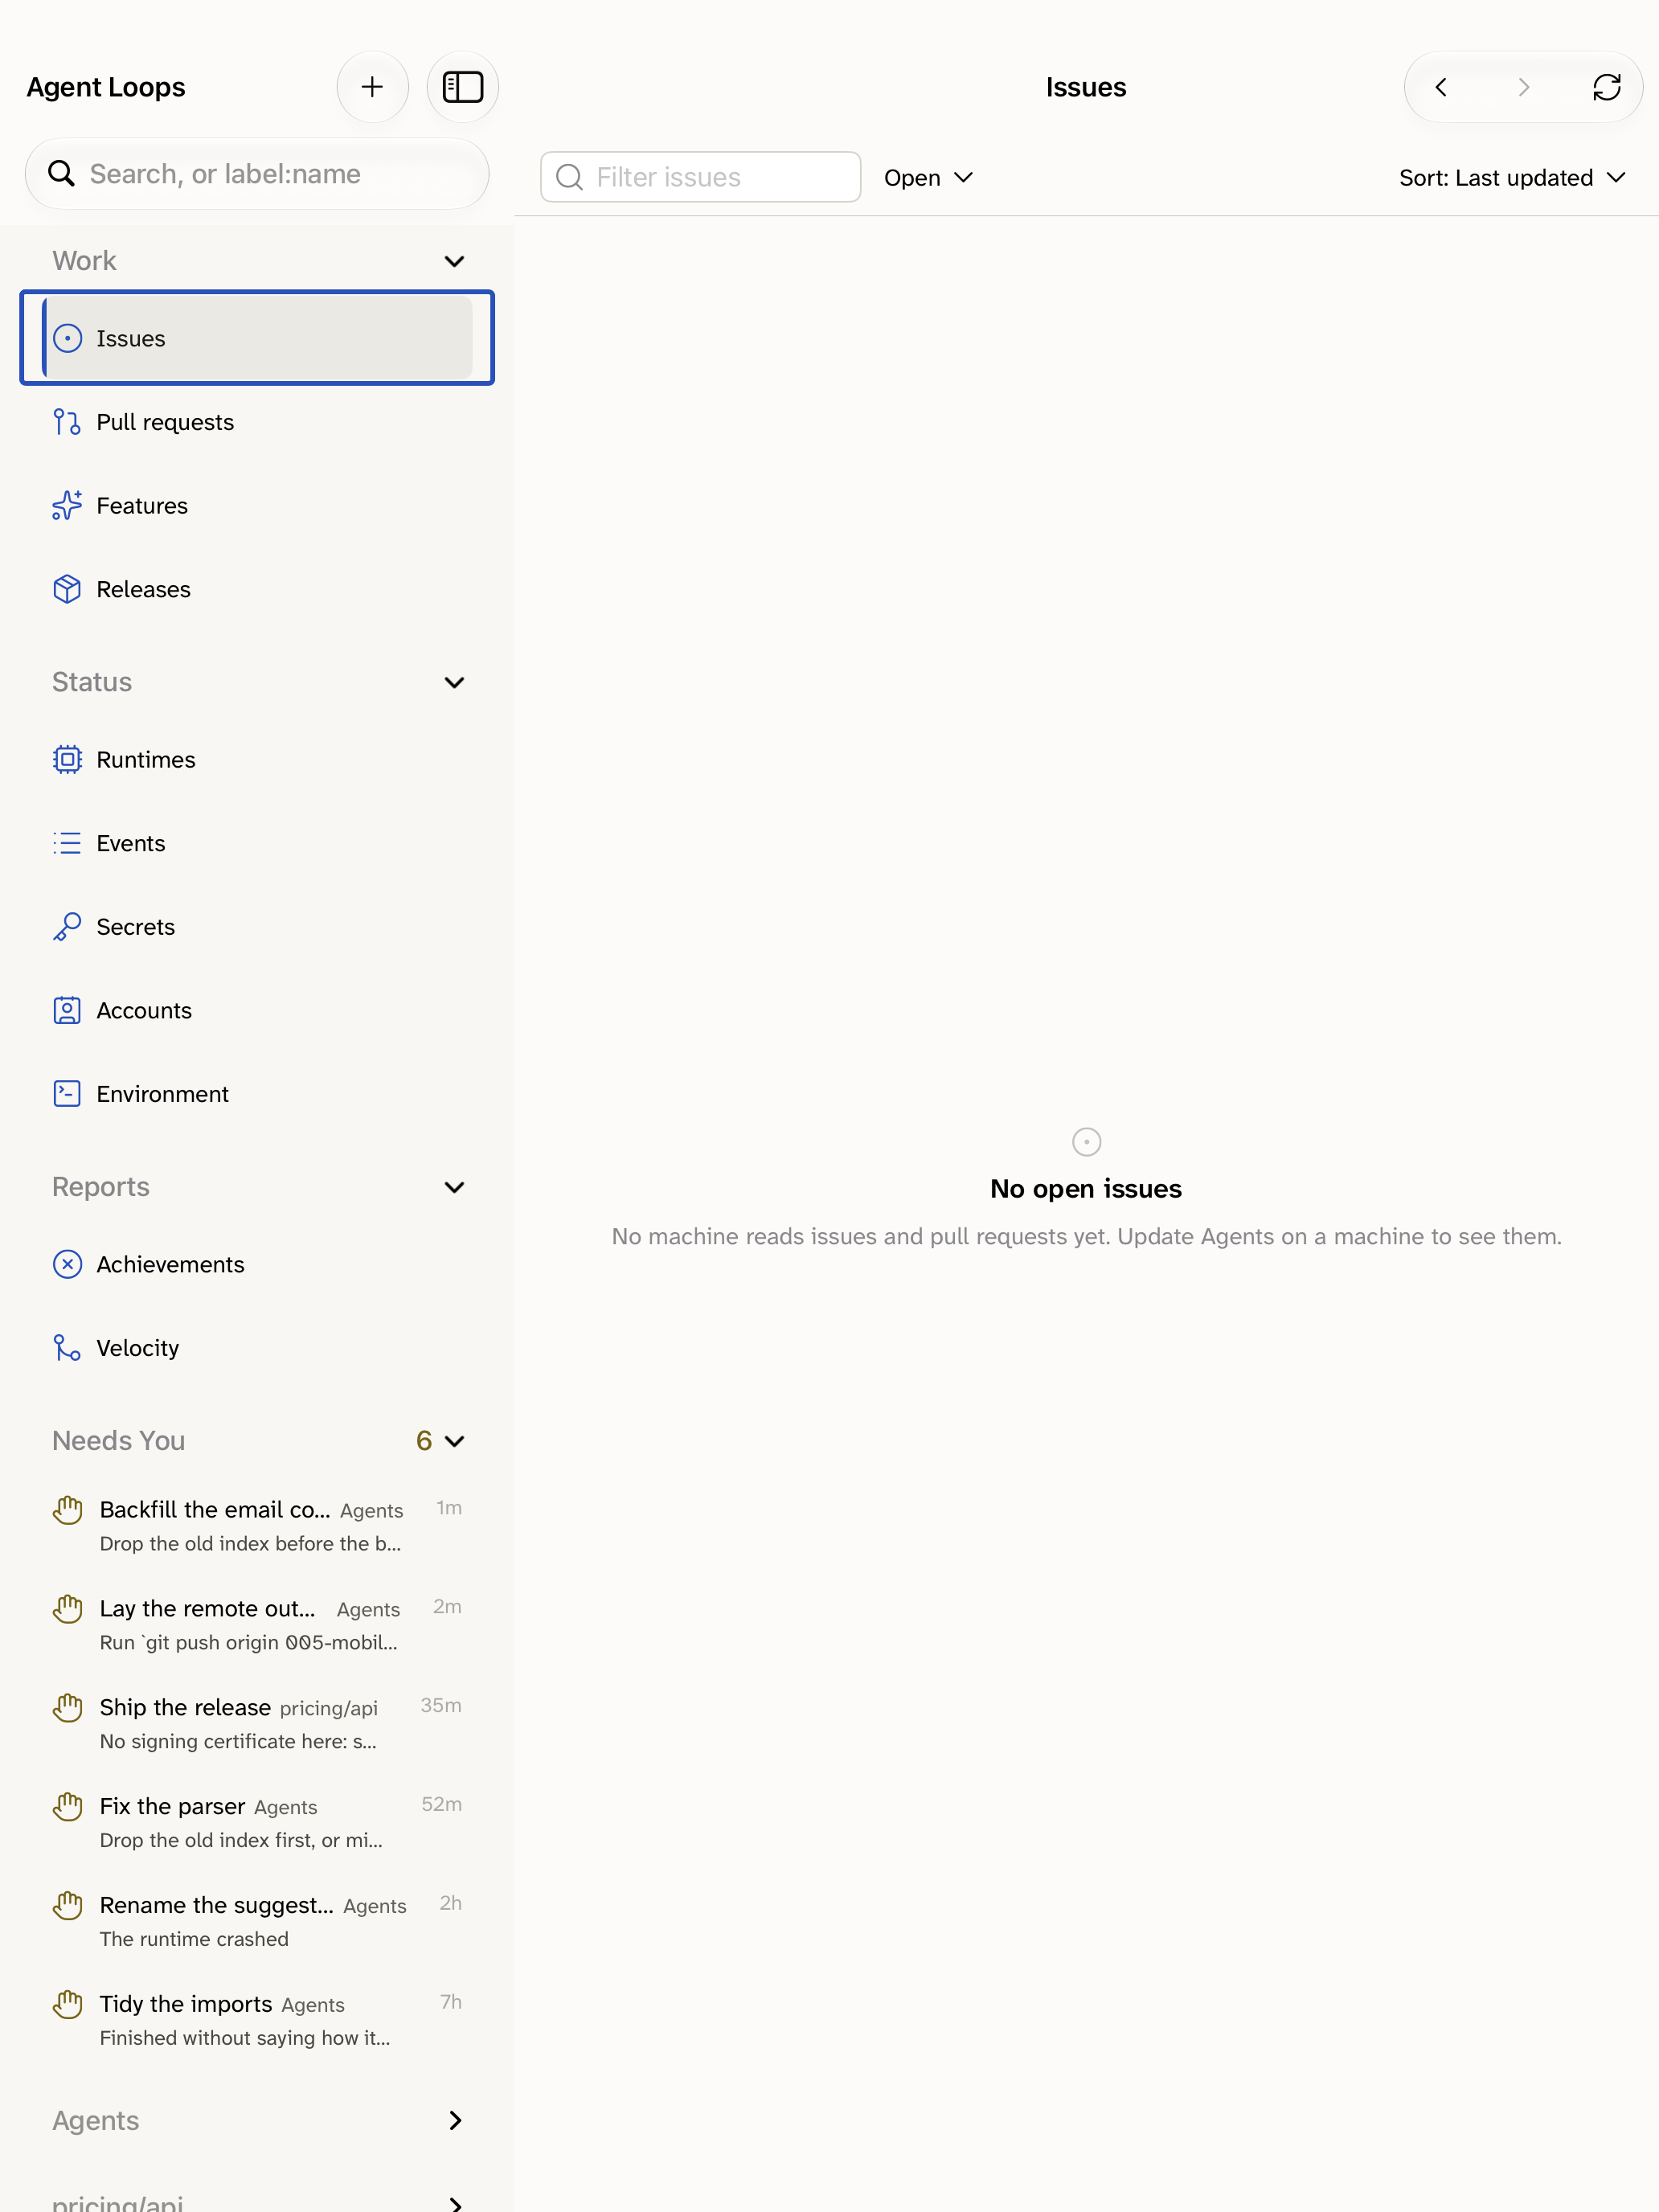 Agent Loops
Search, or label:name
Work
Issues
Pull requests
Features
Releases
Status
Runtimes
Events
Secrets
Accounts
Environment
Reports
Achievements
Velocity
Needs You 6
Backfill the email co... Agents 1m
Drop the old index before the b...
Lay the remote out... Agents 2m
Run `git push origin 005-mobil...
Ship the release pricing/api 35m
No signing certificate here: s...
Fix the parser Agents 52m
Drop the old index first, or mi...
Rename the suggest... Agents 2h
The runtime crashed
Tidy the imports Agents 7h
Finished without saying how it...
Agents
pricing/api
Issues
Filter issues
Open
Sort: Last updated
No open issues
No machine reads issues and pull requests yet. Update Agents on a machine to see them.